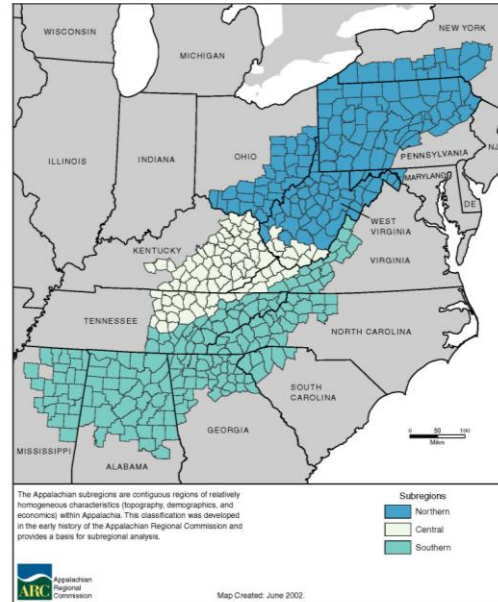 WISCONSIN
MICHIGAN
NEW YORK
ILLINOIS
INDIANA
OHIO
PENNSYLVANIA
NJ
MARYLAND
DE
WEST
VIRGINIA
KENTUCKY
VIRGINIA
TENNESSEE
NORTH CAROLINA
SOUTH
CAROLINA
GEORGIA
MISSISSIPPI
ALABAMA
0 50 100
Miles
The Appalachian subregions are contiguous regions of relatively
homogeneous characteristics (topography, demographics, and
economics) within Appalachia. This classification was developed
in the early history of the Appalachian Regional Commission and
provides a basis for subregional analysis.
Subregions
Northern
Central
Southern
ARC
Appalachian
Regional
Commission
Map Created: June 2002.